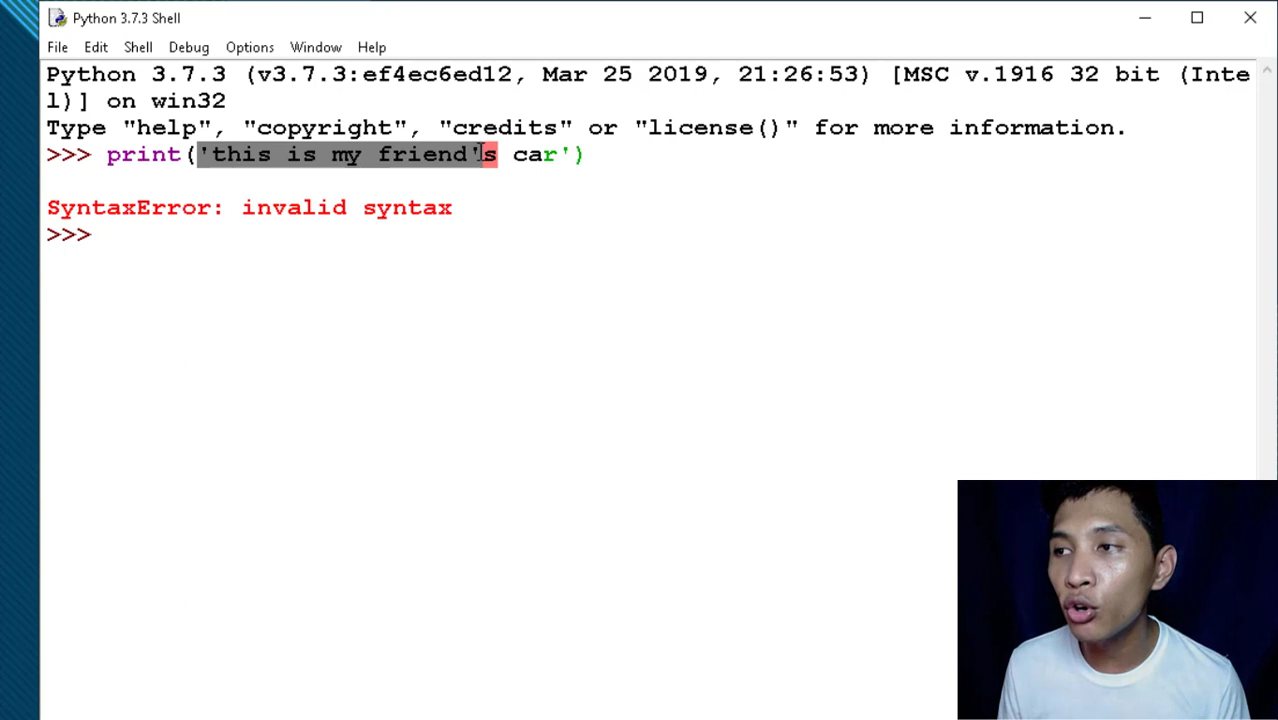 Python 3.7.3 Shell
File Edit Shell Debug Options Window Help
Python 3.7.3 (v3.7.3:ef4ec6ed12, Mar 25 2019, 21:26:53) [MSC v.1916 32 bit (Inte
l)] on win32
Type "help", "copyright", "credits" or "license()" for more information.
>>> print('this is my friend's car')
SyntaxError: invalid syntax
>>>